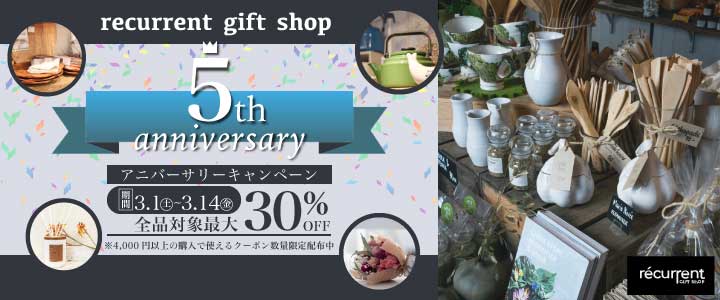 recurrent gift shop
5th
anniversary
アニバーサリーキャンペーン
期間 3.1㊏~3.14㊎
全品対象最大 30%OFF
※4,000円以上の購入で使えるクーポン数量限定配布中
récurrent
GIFT SHOP